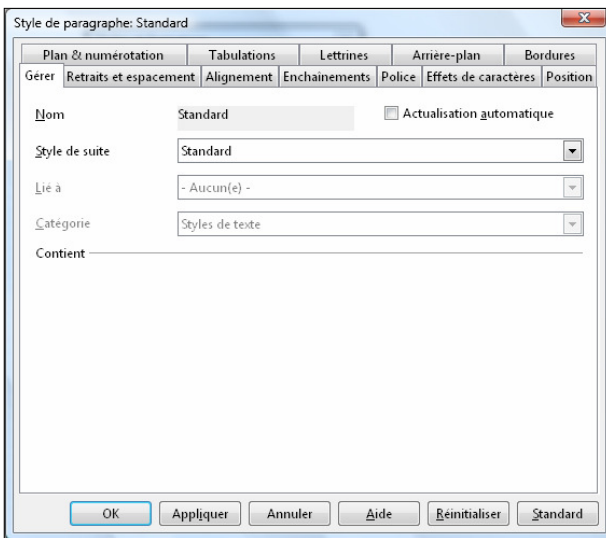 Style de paragraphe: Standard
Plan & numérotation Tabulations Lettrines Arrière-plan Bordures
Gérer Retraits et espacement Alignement Enchaînements Police Effets de caractères Position
Nom Standard Actualisation automatique
Style de suite Standard
Lié à - Aucun(e) -
Catégorie Styles de texte
Contient
OK Appliquer Annuler Aide Réinitialiser Standard